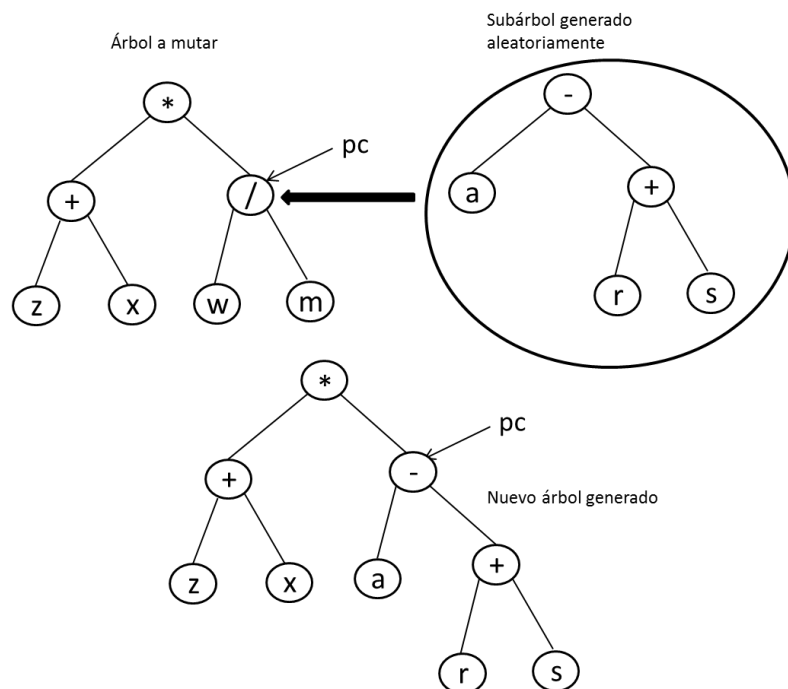 Árbol a mutar
Subárbol generado
aleatoriamente
*
pc
+
/
z
x
w
m
-
a
+
r
s
*
pc
+
-
Nuevo árbol generado
z
x
a
+
r
s